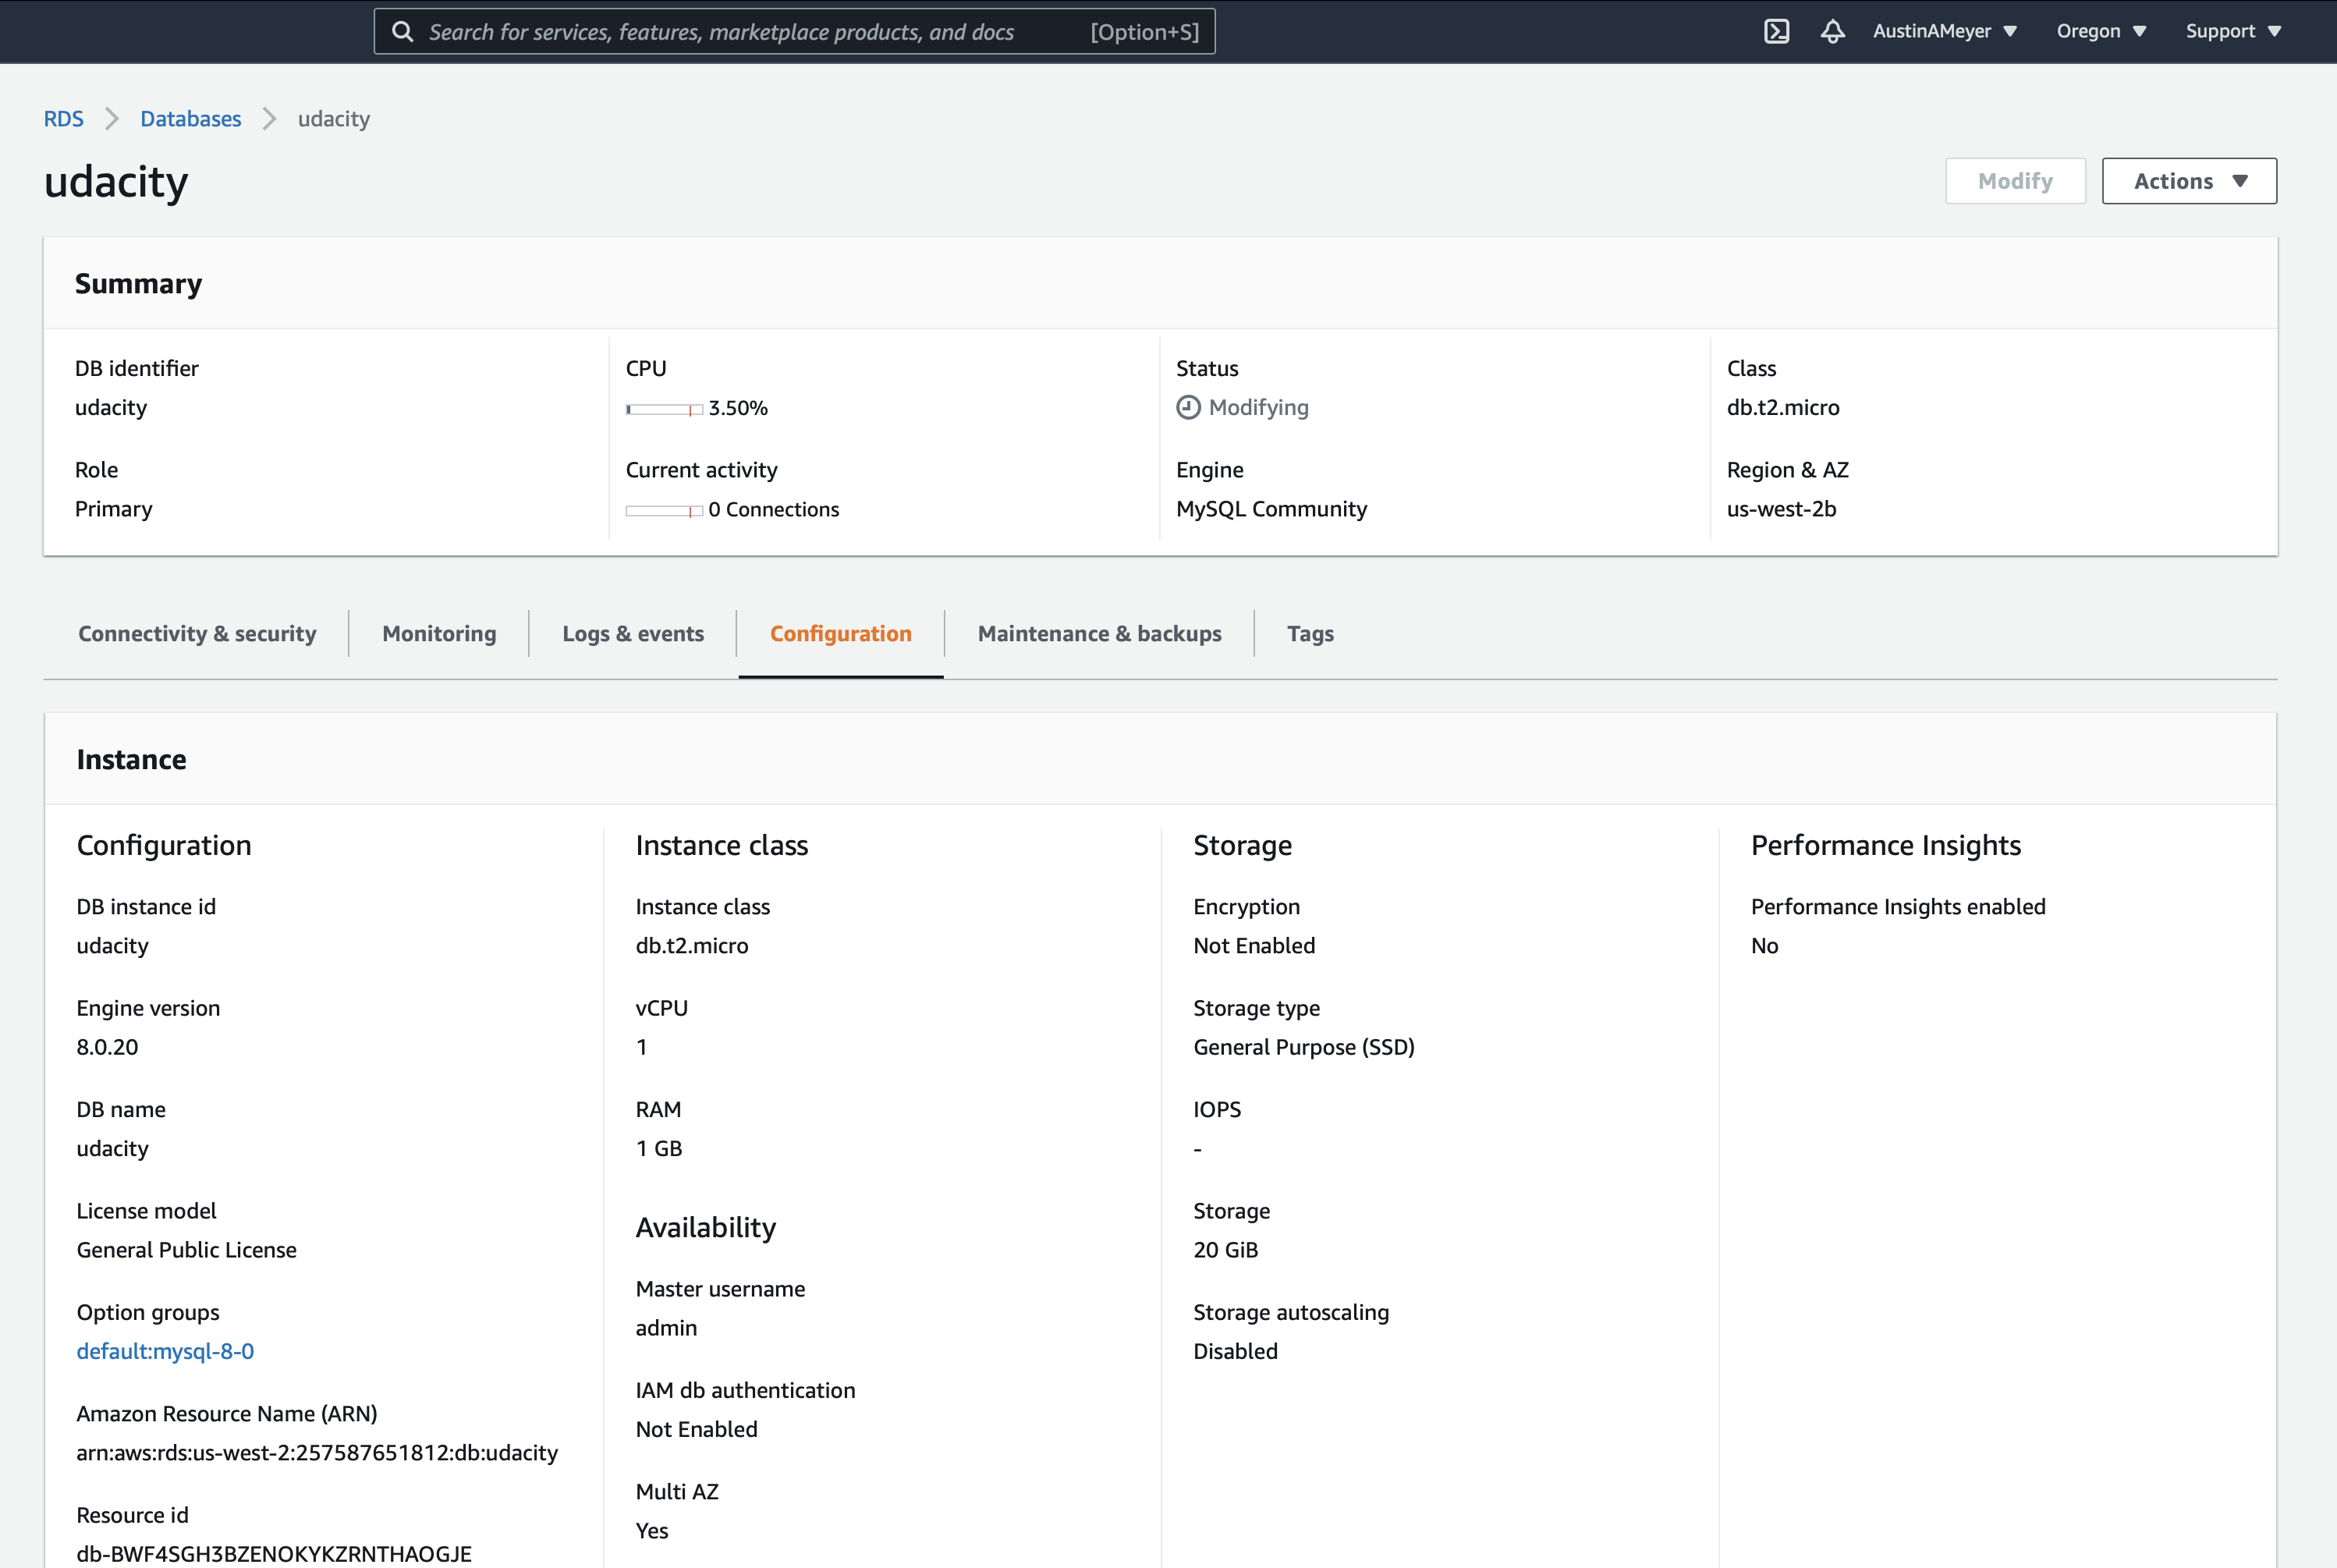 Search for services, features, marketplace products, and docs [Option+S] AustinAMeyer Oregon Support
RDS Databases udacity
udacity
Modify Actions
Summary
DB identifier
udacity
CPU
3.50%
Status
Modifying
Class
db.t2.micro
Role
Primary
Current activity
0 Connections
Engine
MySQL Community
Region & AZ
us-west-2b
Connectivity & security Monitoring Logs & events Configuration Maintenance & backups Tags
Instance
Configuration
DB instance id
udacity
Engine version
8.0.20
DB name
udacity
License model
General Public License
Option groups
default:mysql-8-0
Amazon Resource Name (ARN)
arn:aws:rds:us-west-2:257587651812:db:udacity
Resource id
db-BWF4SGH3BZENOKYKZRNTHAOGJE
Instance class
Instance class
db.t2.micro
vCPU
1
RAM
1 GB
Availability
Master username
admin
IAM db authentication
Not Enabled
Multi AZ
Yes
Storage
Encryption
Not Enabled
Storage type
General Purpose (SSD)
IOPS
-
Storage
20 GiB
Storage autoscaling
Disabled
Performance Insights
Performance Insights enabled
No